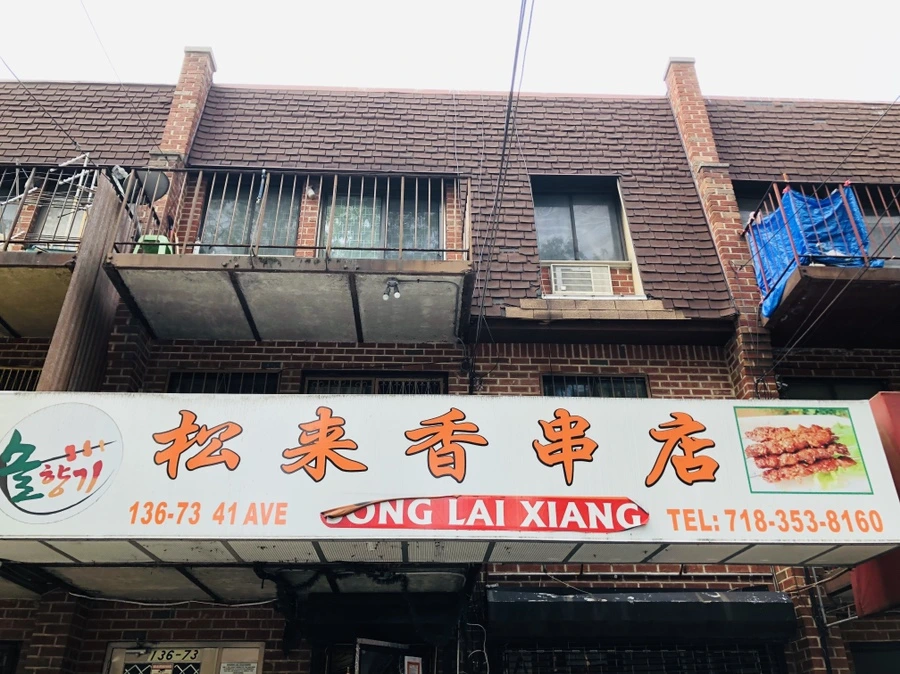 솔향기
松来香串店
136-73 41 AVE
SONG LAI XIANG
TEL: 718-353-8160
136-73